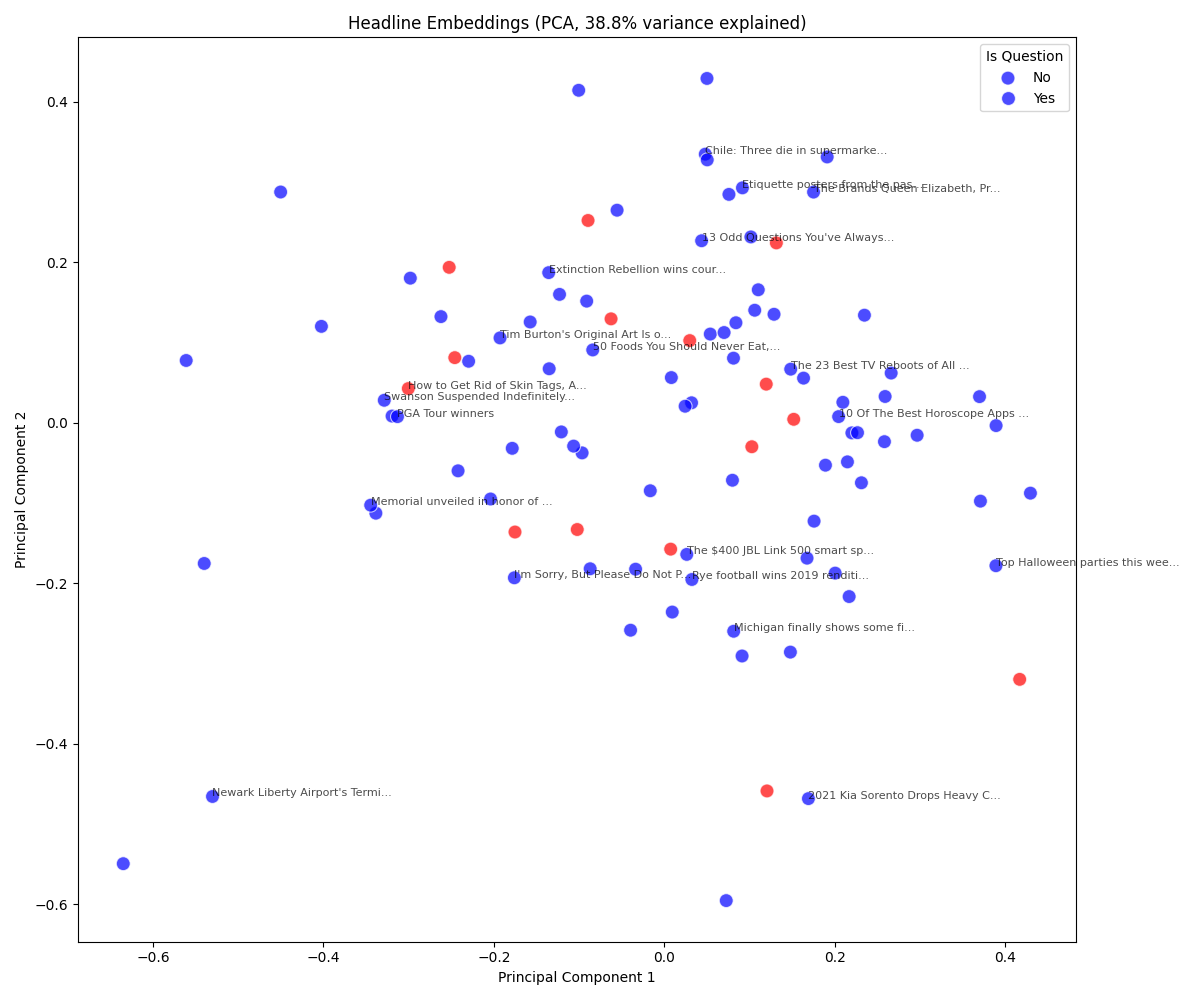 Headline Embeddings (PCA, 38.8% variance explained)
Is Question
No
Yes
Chile: Three die in supermarke...
Etiquette posters from the pas...
The Brands Queen Elizabeth, Pr...
13 Odd Questions You've Always...
Extinction Rebellion wins cour...
Tim Burton's Original Art Is o...
50 Foods You Should Never Eat,...
The 23 Best TV Reboots of All ...
How to Get Rid of Skin Tags, A...
Swanson Suspended Indefinitely...
PGA Tour winners
10 Of The Best Horoscope Apps ...
Memorial unveiled in honor of ...
The $400 JBL Link 500 smart sp...
Top Halloween parties this wee...
I'm Sorry, But Please Do Not P...
Rye football wins 2019 renditi...
Michigan finally shows some fi...
Newark Liberty Airport's Termi...
2021 Kia Sorento Drops Heavy C...
0.4
0.2
0.0
−0.2
−0.4
−0.6
Principal Component 2
−0.6
−0.4
−0.2
0.0
0.2
0.4
Principal Component 1